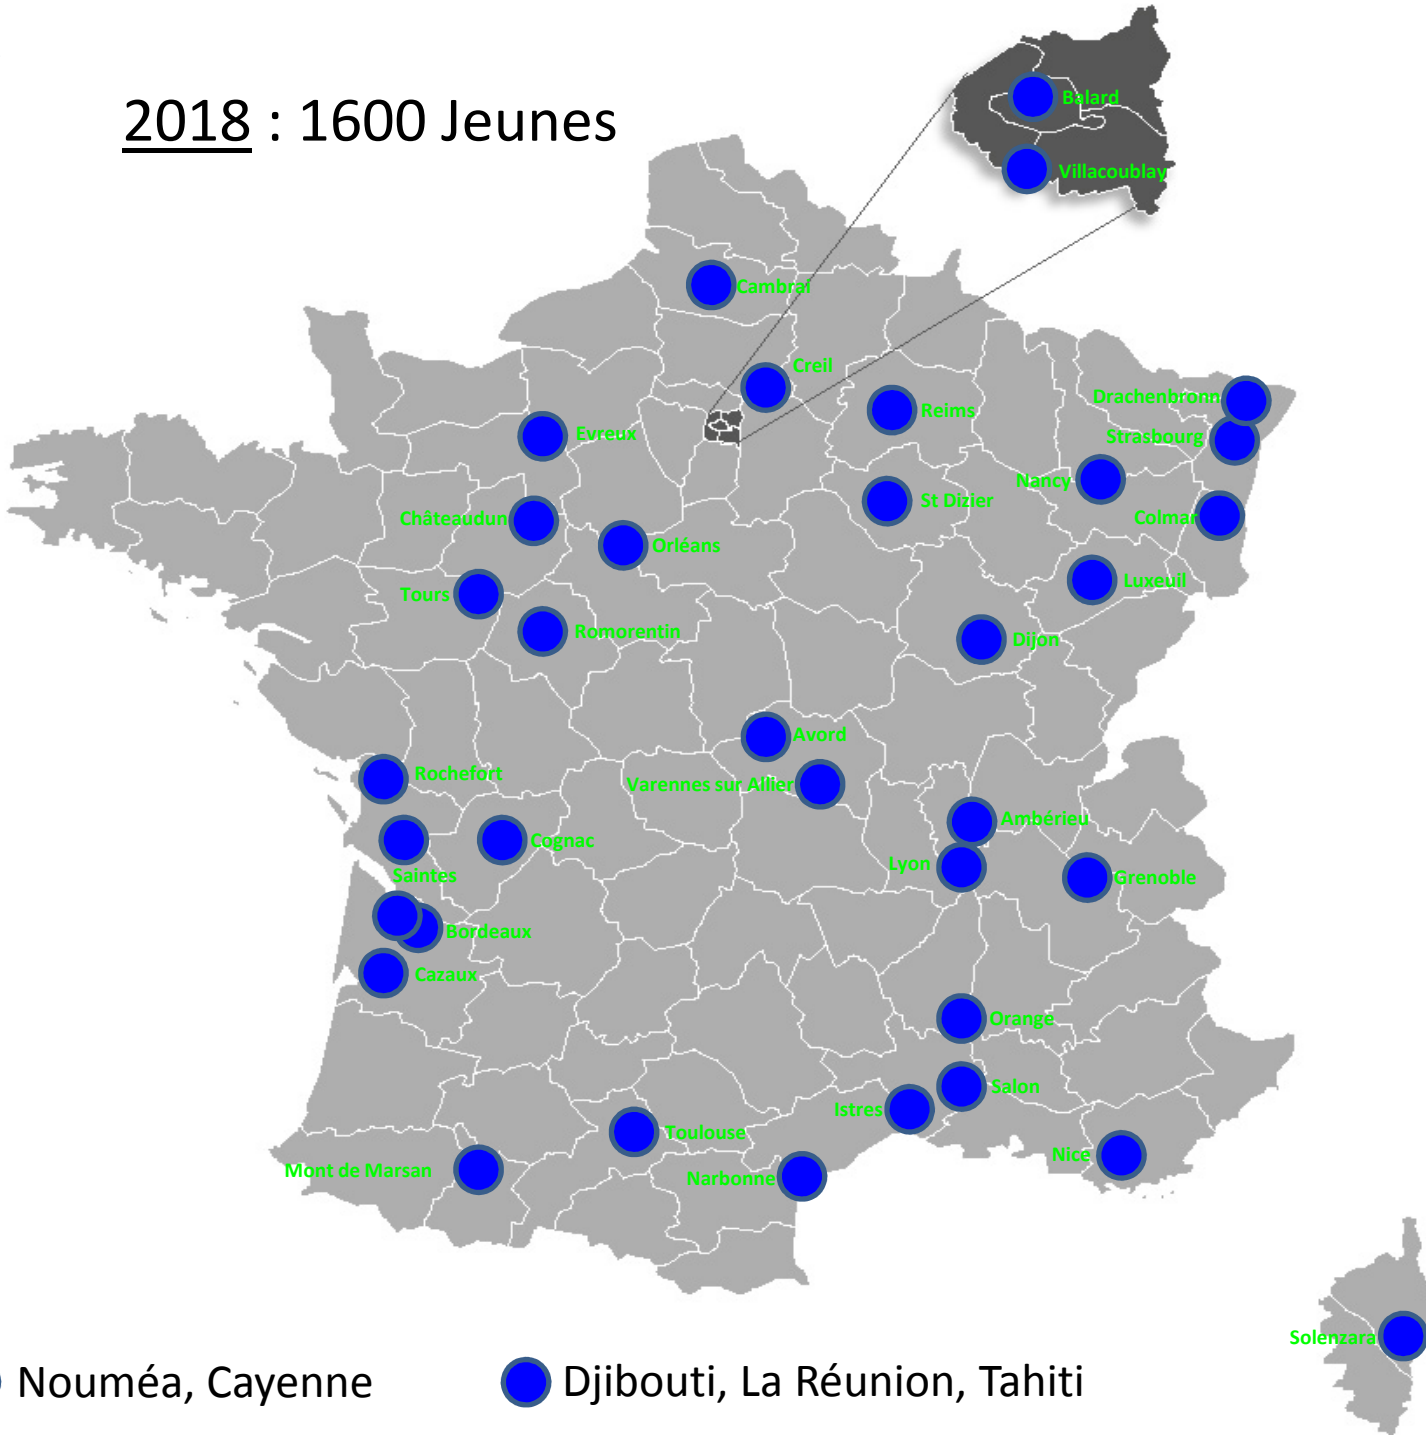 2018 : 1600 Jeunes
Balard
Villacoublay
Cambrai
Creil
Drachenbronn
Reims
Evreux
Strasbourg
Nancy
St Dizier
Châteaudun
Colmar
Orléans
Luxeuil
Tours
Romorentin
Dijon
Avord
Rochefort
Varennes sur Allier
Ambérieu
Cognac
Lyon
Saintes
Grenoble
Bordeaux
Cazaux
Orange
Salon
Istres
Toulouse
Nice
Mont de Marsan
Narbonne
Solenzara
Nouméa, Cayenne
Djibouti, La Réunion, Tahiti